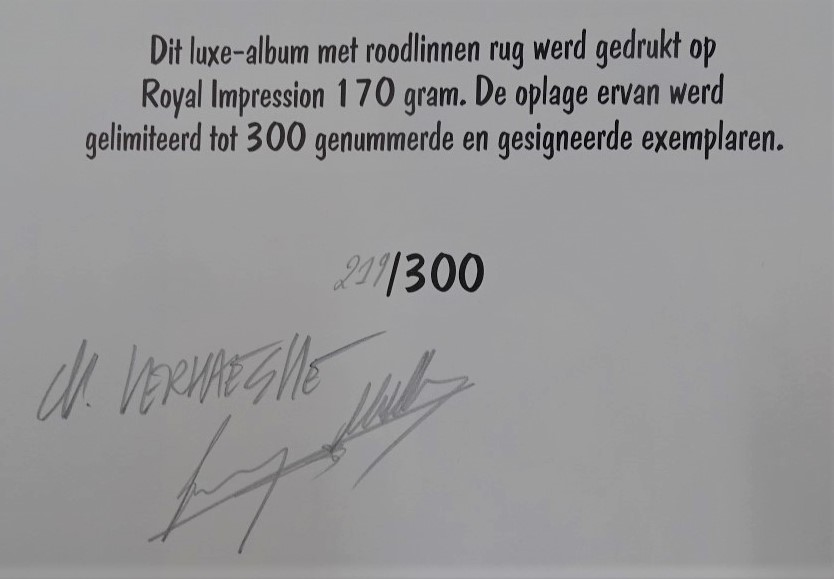 Dit luxe-album met roodlinnen rug werd gedrukt op
Royal Impression 170 gram. De oplage ervan werd
gelimiteerd tot 300 genummerde en gesigneerde exemplaren.
219/300
M. VERHAEGHE